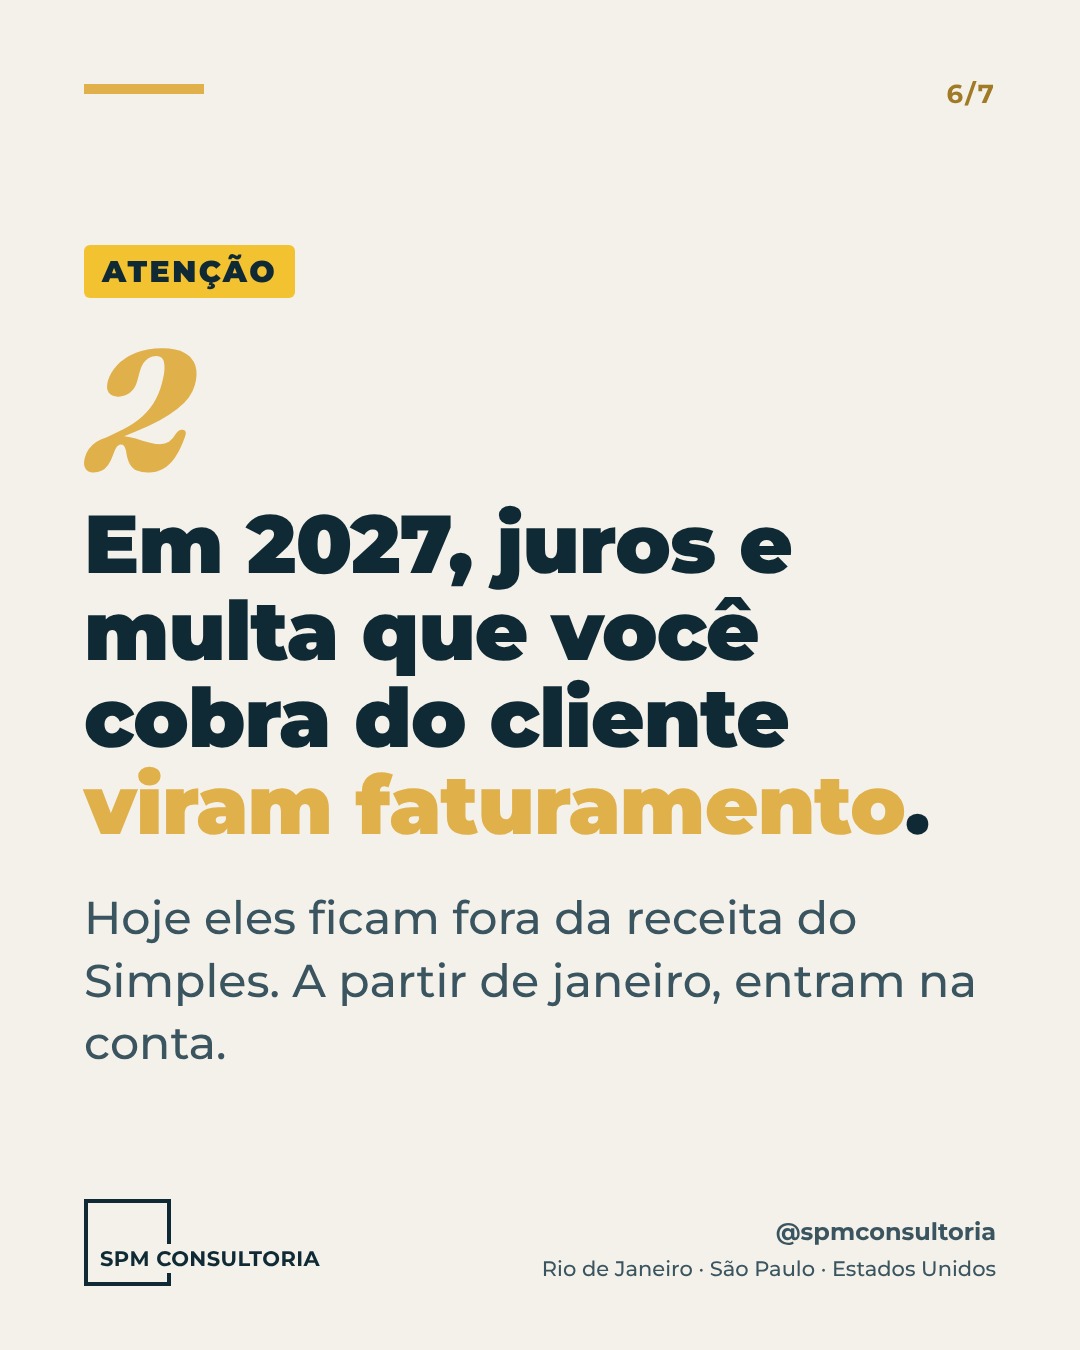 6/7
ATENÇÃO
2
Em 2027, juros e
multa que você
cobra do cliente
viram faturamento.
Hoje eles ficam fora da receita do
Simples. A partir de janeiro, entram na
conta.
SPM CONSULTORIA
@spmconsultoria
Rio de Janeiro · São Paulo · Estados Unidos